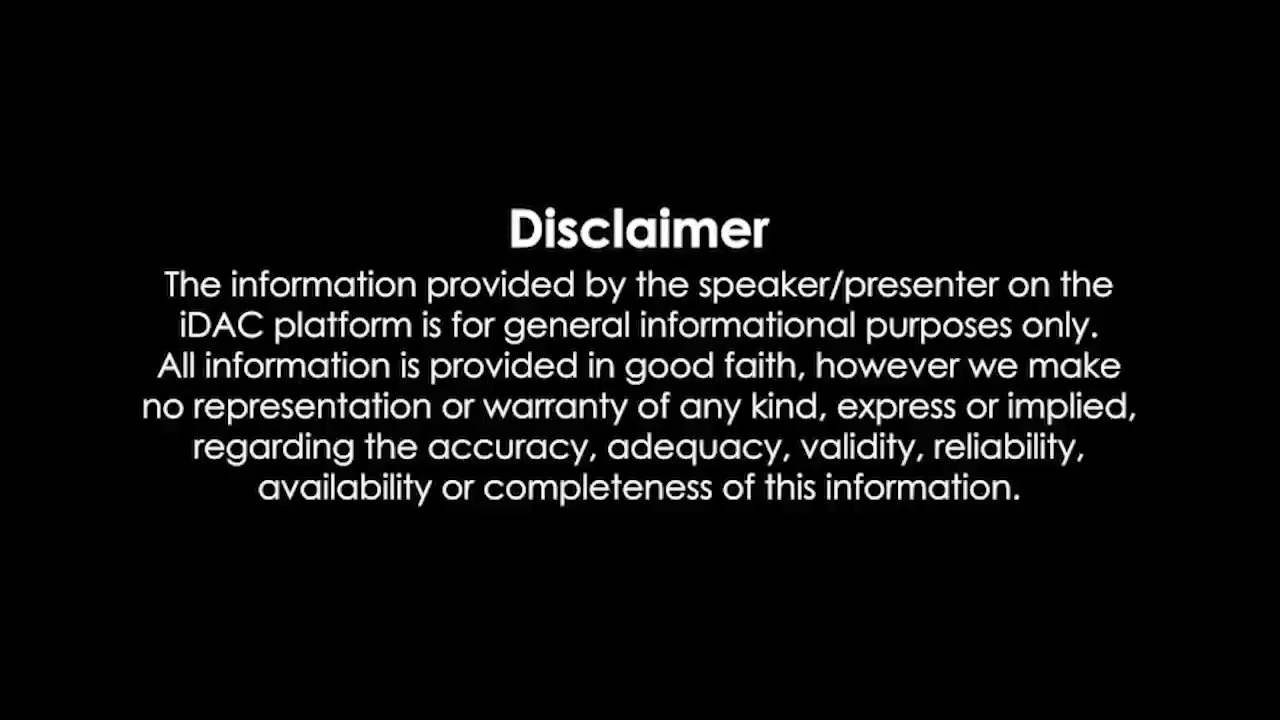 Disclaimer
The information provided by the speaker/presenter on the
iDAC platform is for general informational purposes only.
All information is provided in good faith, however we make
no representation or warranty of any kind, express or implied,
regarding the accuracy, adequacy, validity, reliability,
availability or completeness of this information.